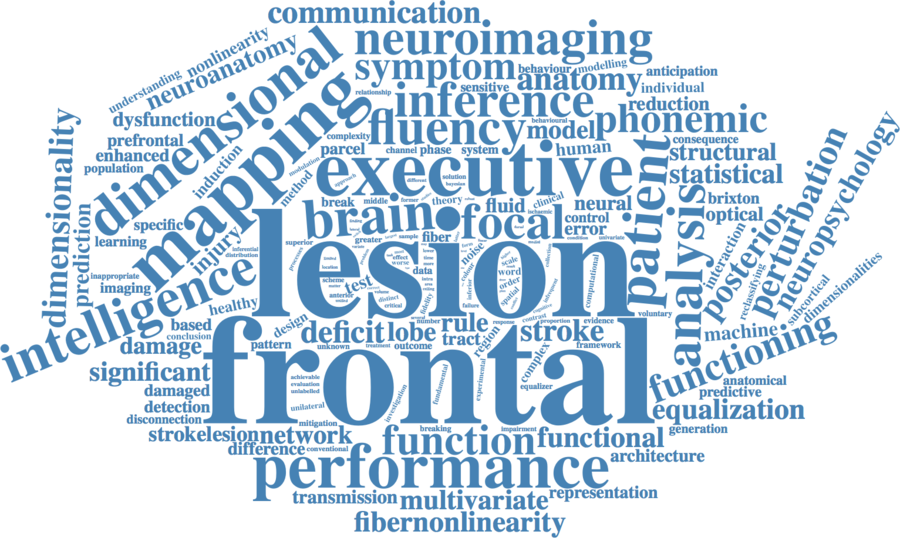 communication
understanding
nonlinearity
neuroanatomy
neuroimaging
symptom
behaviour
modelling
anticipation
relationship
sensitive
anatomy
individual
dysfunction
dimensional
inference
reduction
behavioural
phonemic
prefrontal
enhanced
population
mapping
complexity
fluency
model
consequence
parcel
channel
phase
system
human
structural
statistical
induction
modulation
method
approach
different
solution
bayesian
executive
patient
dimensionality
prediction
specific
learning
inappropriate
imaging
injury
intelligence
healthy
break
middle
former
theory
fluid
clinical
ischaemic
neural
control
error
brixton
optical
brain
focal
superior
inferential
distribution
greater
sample
fiber
noise
condition
univariate
lesion
effect
worse
data
test
anterior
distinct
critical
fidelity
scale
word
order
spatial
inferior
computational
voluntary
analysis
interaction
posterior
perturbation
neuropsychology
reclassifying
subcortical
dimensionalities
based
conclusion
design
pattern
damage
deficit
lobe
number
rule
response
contrast
proportion
evidence
failure
unknown
treatment
outcome
tract
region
stroke
complex
framework
machine
functioning
significant
damaged
detection
disconnection
frontal
achievable
evaluation
unlabelled
unilateral
mitigation
investigation
fundamental
experimental
equalizer
anatomical
predictive
equalization
generation
strokelesionnetwork
difference
conventional
breaking
impairment
function
functional
architecture
performance
transmission
multivariate
representation
fibernonlinearity